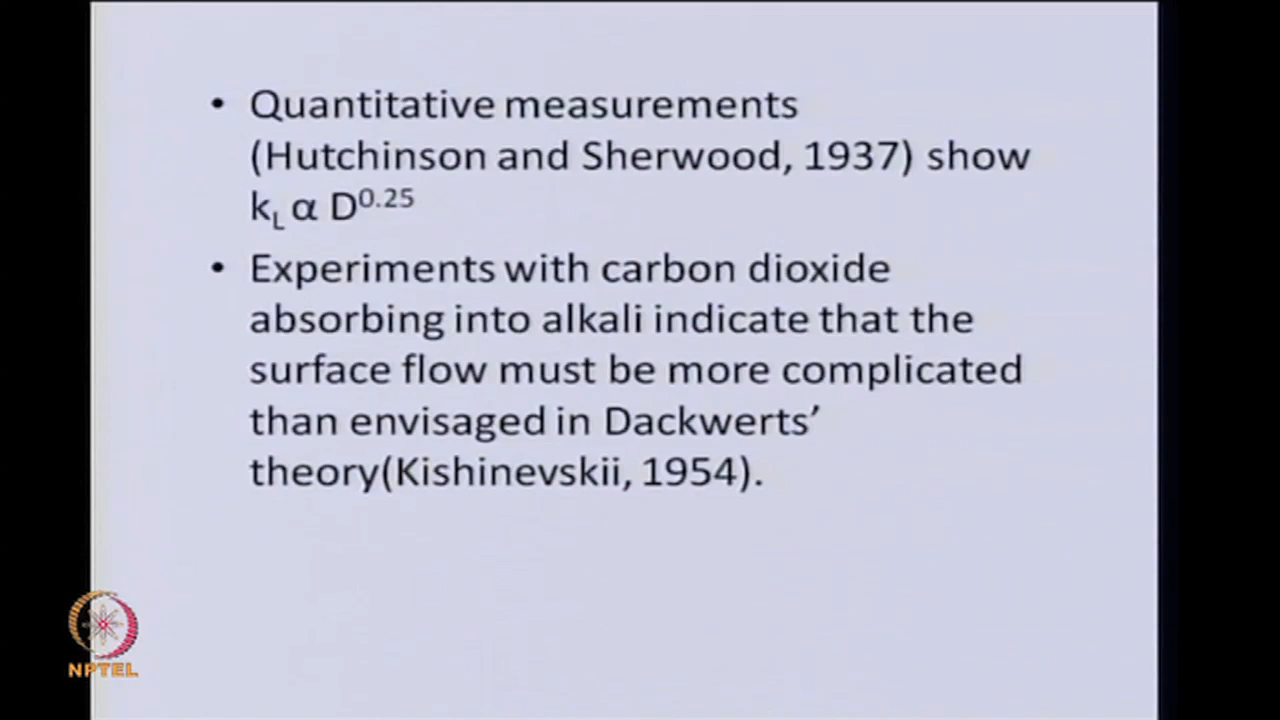 • Quantitative measurements
(Hutchinson and Sherwood, 1937) show
kL α D0.25
• Experiments with carbon dioxide
absorbing into alkali indicate that the
surface flow must be more complicated
than envisaged in Dackwerts’
theory(Kishinevskii, 1954).
NPTEL